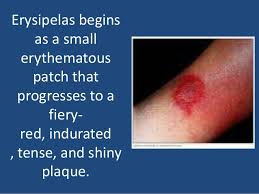 Erysipelas begins
as a small
erythematous
patch that
progresses to a
fiery-
red, indurated
, tense, and shiny
plaque.